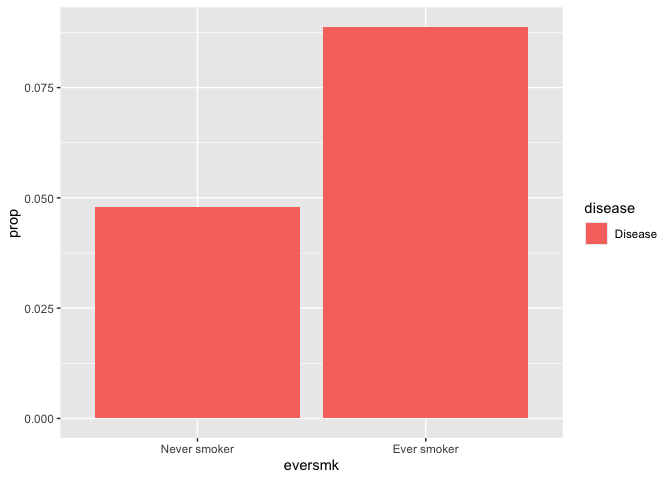 0.075
0.050
0.025
0.000
prop
Never smoker
Ever smoker
eversmk
disease
Disease